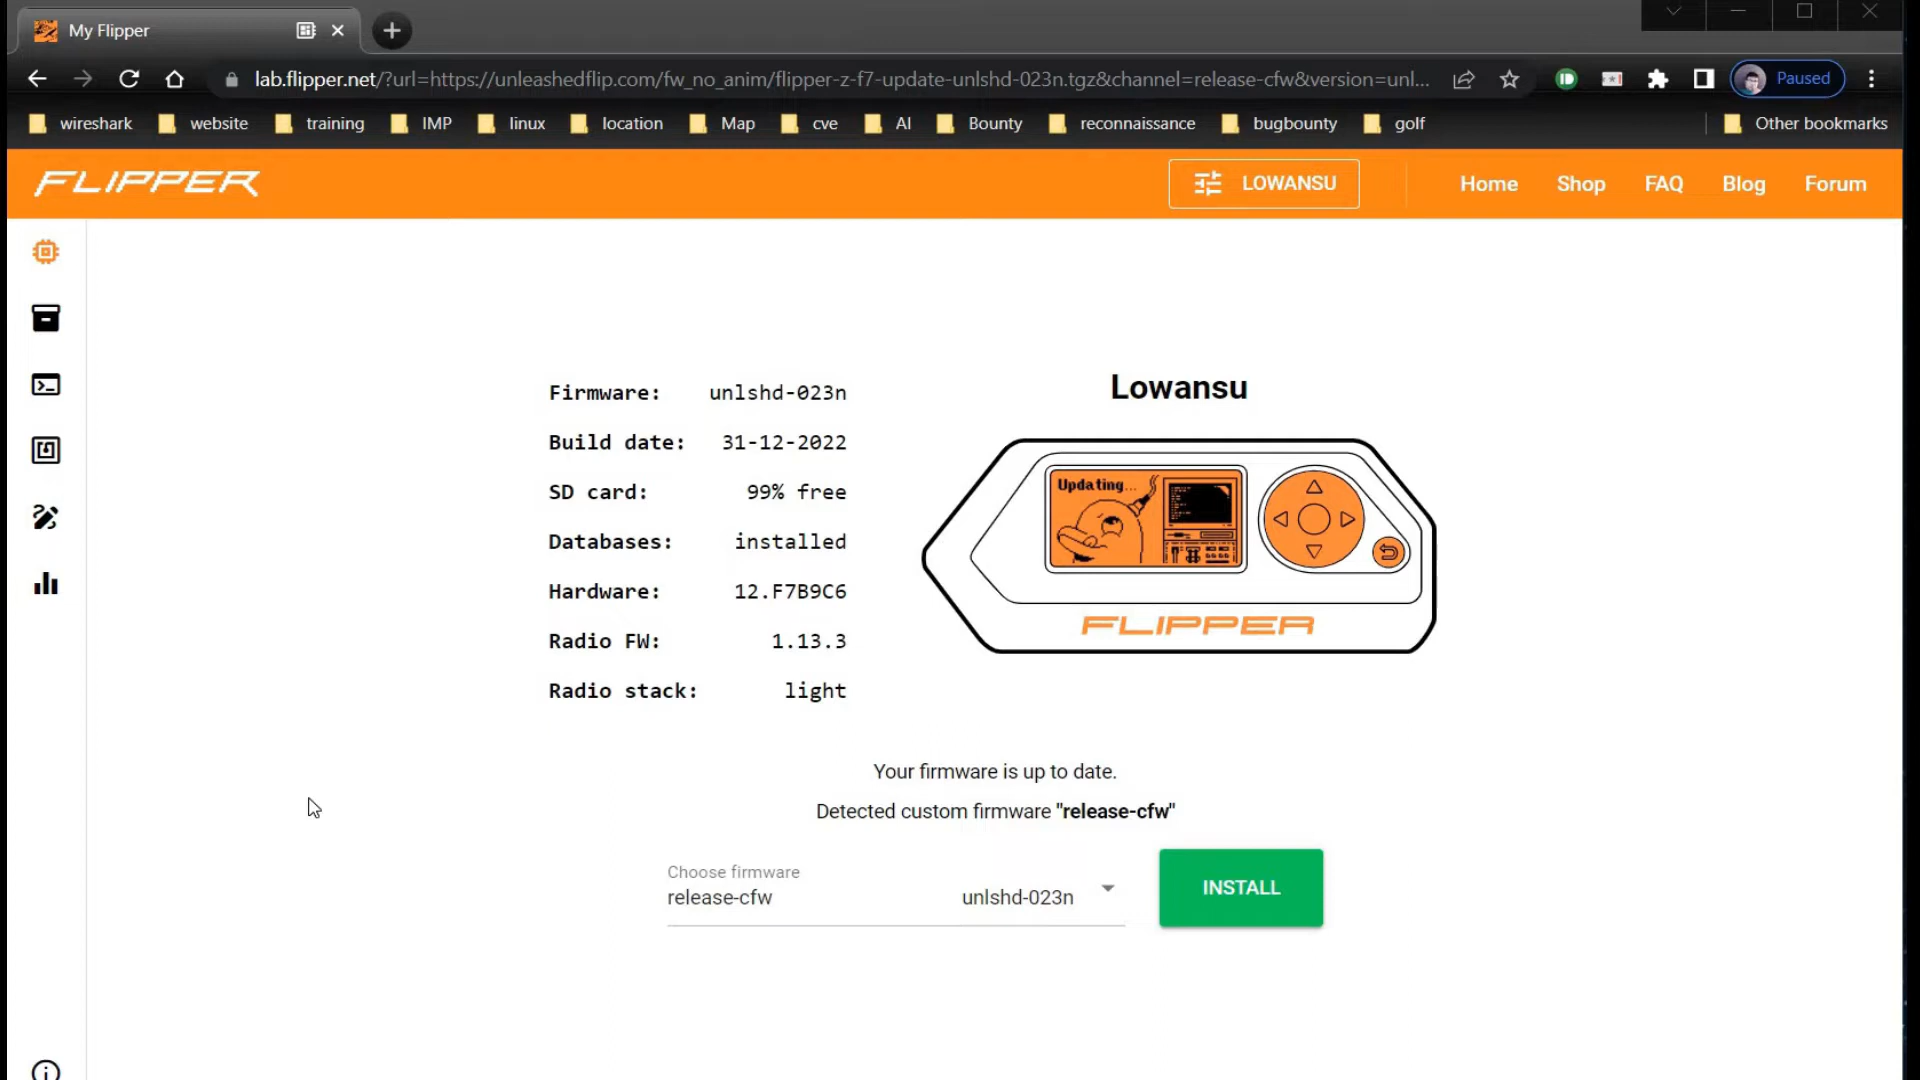 My Flipper
lab.flipper.net/?url=https://unleashedflip.com/fw_no_anim/flipper-z-f7-update-unlshd-023n.tgz&channel=release-cfw&version=unl...
Paused
wireshark website training IMP linux location Map cve AI Bounty reconnaissance bugbounty golf Other bookmarks
FLIPPER
LOWANSU
Home Shop FAQ Blog Forum
Firmware: unlshd-023n
Build date: 31-12-2022
SD card: 99% free
Databases: installed
Hardware: 12.F7B9C6
Radio FW: 1.13.3
Radio stack: light
Lowansu
Updating...
FLIPPER
Your firmware is up to date.
Detected custom firmware "release-cfw"
Choose firmware
release-cfw unlshd-023n
INSTALL